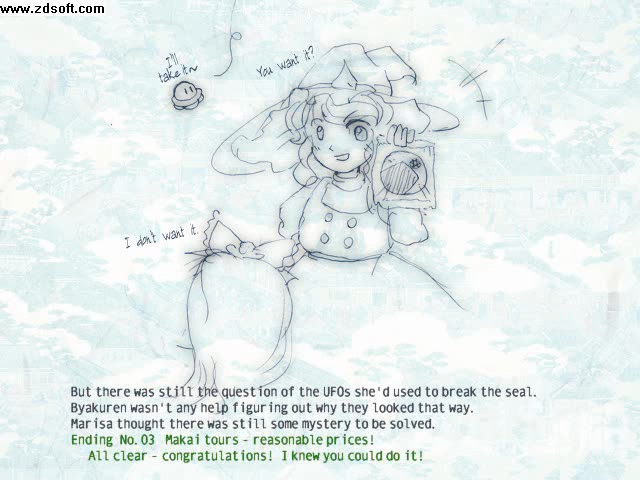 www.zdsoft.com
I'll
take it~
You want it?
I don't want it.
But there was still the question of the UFOs she'd used to break the seal.
Byakuren wasn't any help figuring out why they looked that way.
Marisa thought there was still some mystery to be solved.
Ending No.03 Makai tours - reasonable prices!
All clear - congratulations! I knew you could do it!